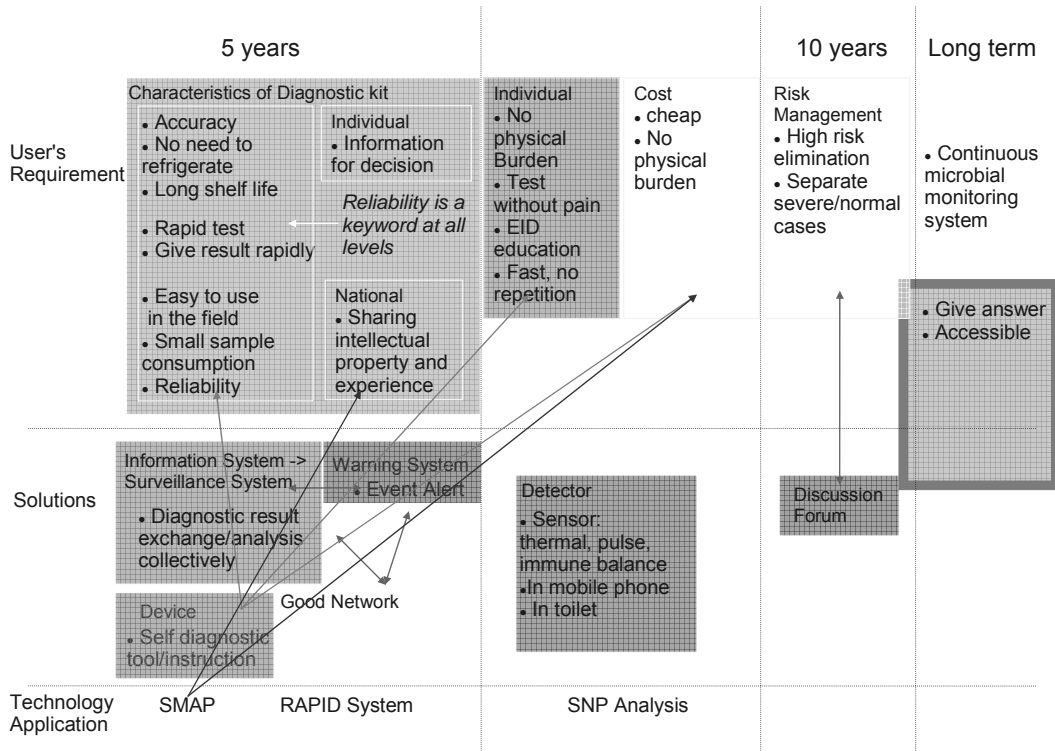 5 years
10 years
Long term
User's
Requirement
Characteristics of Diagnostic kit
• Accuracy
• No need to
refrigerate
• Long shelf life
• Rapid test
• Give result rapidly
• Easy to use
in the field
• Small sample
consumption
• Reliability
Individual
• Information
for decision
Reliability is a
keyword at all
levels
National
• Sharing
intellectual
property and
experience
Individual
• No
physical
Burden
• Test
without pain
• EID
education
• Fast, no
repetition
Cost
• cheap
• No
physical
burden
Risk
Management
• High risk
elimination
• Separate
severe/normal
cases
• Continuous
microbial
monitoring
system
• Give answer
• Accessible
Solutions
Information System ->
Surveillance System
• Diagnostic result
exchange/analysis
collectively
Warning System
• Event Alert
Good Network
Device
• Self diagnostic
tool/instruction
Detector
• Sensor:
thermal, pulse,
immune balance
• In mobile phone
• In toilet
Discussion
Forum
Technology
Application
SMAP
RAPID System
SNP Analysis